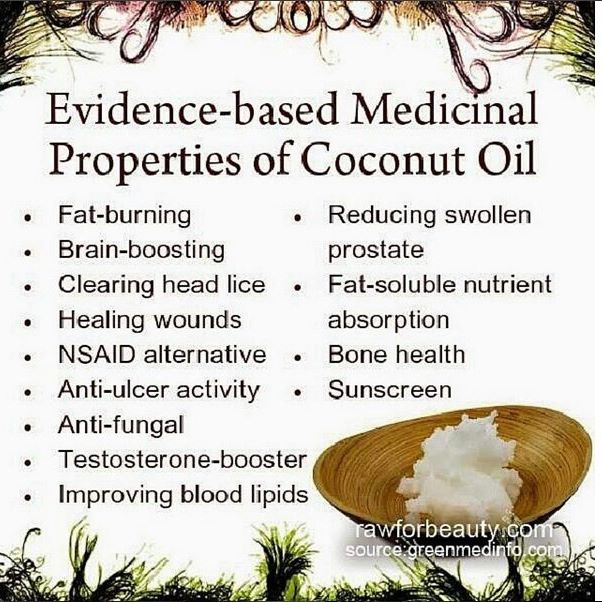 Evidence-based Medicinal
Properties of Coconut Oil
• Fat-burning
• Brain-boosting
• Clearing head lice
• Healing wounds
• NSAID alternative
• Anti-ulcer activity
• Anti-fungal
• Testosterone-booster
• Improving blood lipids
• Reducing swollen
prostate
• Fat-soluble nutrient
absorption
• Bone health
• Sunscreen
rawforbeauty.com
source:greenmedinfo.com